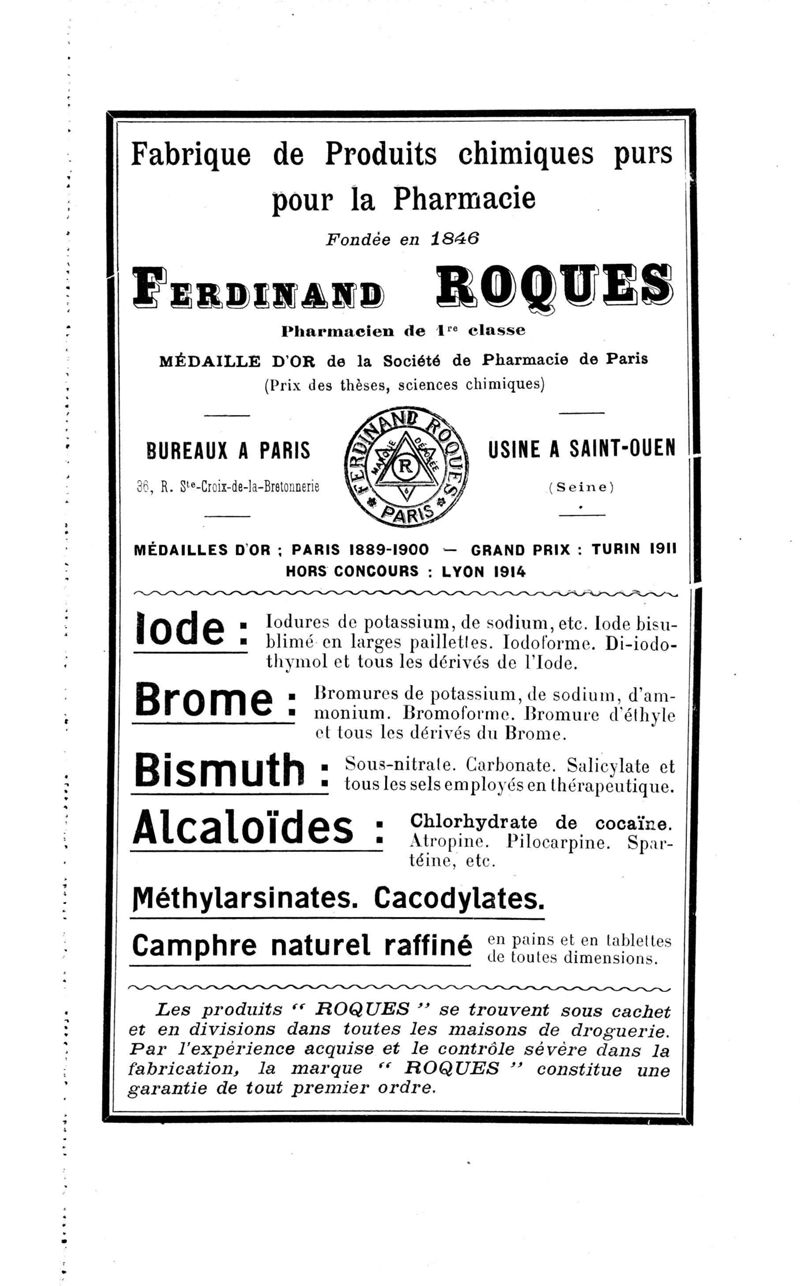 Fabrique de Produits chimiques purs
pour la Pharmacie
Fondée en 1846
FERDINAND ROQUES
Pharmacien de 1re classe
MÉDAILLE D'OR de la Société de Pharmacie de Paris
(Prix des thèses, sciences chimiques)
BUREAUX A PARIS
36, R. Ste-Croix-de-la-Bretonnerie
FERDINAND ROQUES
MARQUE DÉPOSÉE
R
PARIS
USINE A SAINT-OUEN
(Seine)
MÉDAILLES D'OR : PARIS 1889-1900 — GRAND PRIX : TURIN 1911
HORS CONCOURS : LYON 1914
Iode : Iodures de potassium, de sodium, etc. Iode bisu-
blimé en larges paillettes. Iodoforme. Di-iodo-
thymol et tous les dérivés de l'Iode.
Brome : Bromures de potassium, de sodium, d'am-
monium. Bromoforme. Bromure d'éthyle
et tous les dérivés du Brome.
Bismuth : Sous-nitrate. Carbonate. Salicylate et
tous les sels employés en thérapeutique.
Alcaloïdes : Chlorhydrate de cocaïne.
Atropine. Pilocarpine. Spar-
téine, etc.
Méthylarsinates. Cacodylates.
Camphre naturel raffiné en pains et en tablettes
de toutes dimensions.
Les produits “ ROQUES ” se trouvent sous cachet
et en divisions dans toutes les maisons de droguerie.
Par l'expérience acquise et le contrôle sévère dans la
fabrication, la marque “ ROQUES ” constitue une
garantie de tout premier ordre.